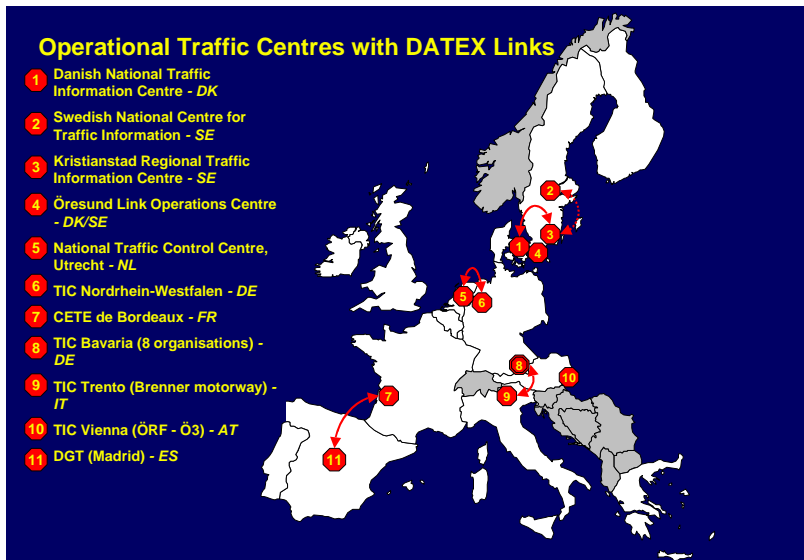 Operational Traffic Centres with DATEX Links
1 Danish National Traffic
Information Centre - DK
2 Swedish National Centre for
Traffic Information - SE
3 Kristianstad Regional Traffic
Information Centre - SE
4 Öresund Link Operations Centre
- DK/SE
5 National Traffic Control Centre,
Utrecht - NL
6 TIC Nordrhein-Westfalen - DE
7 CETE de Bordeaux - FR
8 TIC Bavaria (8 organisations) -
DE
9 TIC Trento (Brenner motorway) -
IT
10 TIC Vienna (ÖRF - Ö3) - AT
11 DGT (Madrid) - ES
2
3
1
4
5
6
8
10
7
9
11